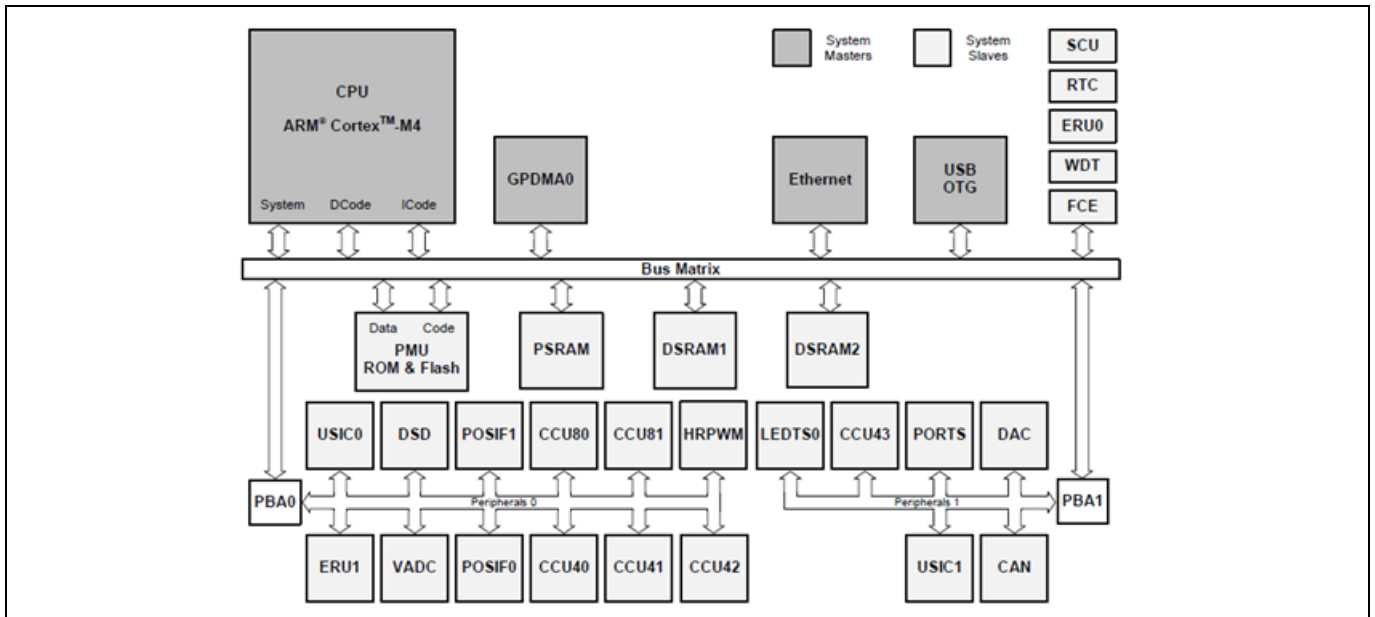 CPU
ARM® Cortex™-M4
System DCode ICode
GPDMA0
System
Masters
System
Slaves
Ethernet
USB
OTG
SCU
RTC
ERU0
WDT
FCE
Bus Matrix
Data Code
PMU
ROM & Flash
PSRAM
DSRAM1
DSRAM2
USIC0
DSD
POSIF1
CCU80
CCU81
HRPWM
LEDTS0
CCU43
PORTS
DAC
PBA0
Peripherals 0
Peripherals 1
PBA1
ERU1
VADC
POSIF0
CCU40
CCU41
CCU42
USIC1
CAN